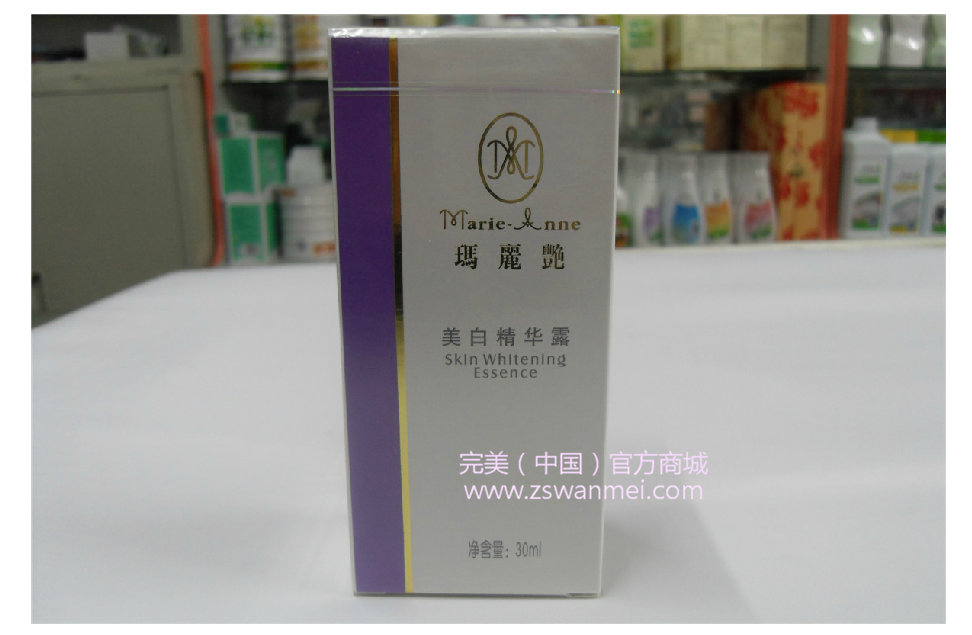 Marie-Anne
瑪麗艷
美白精华露
Skin Whitening
Essence
完美（中国）官方商城
www.zswanmei.com
净含量：30ml